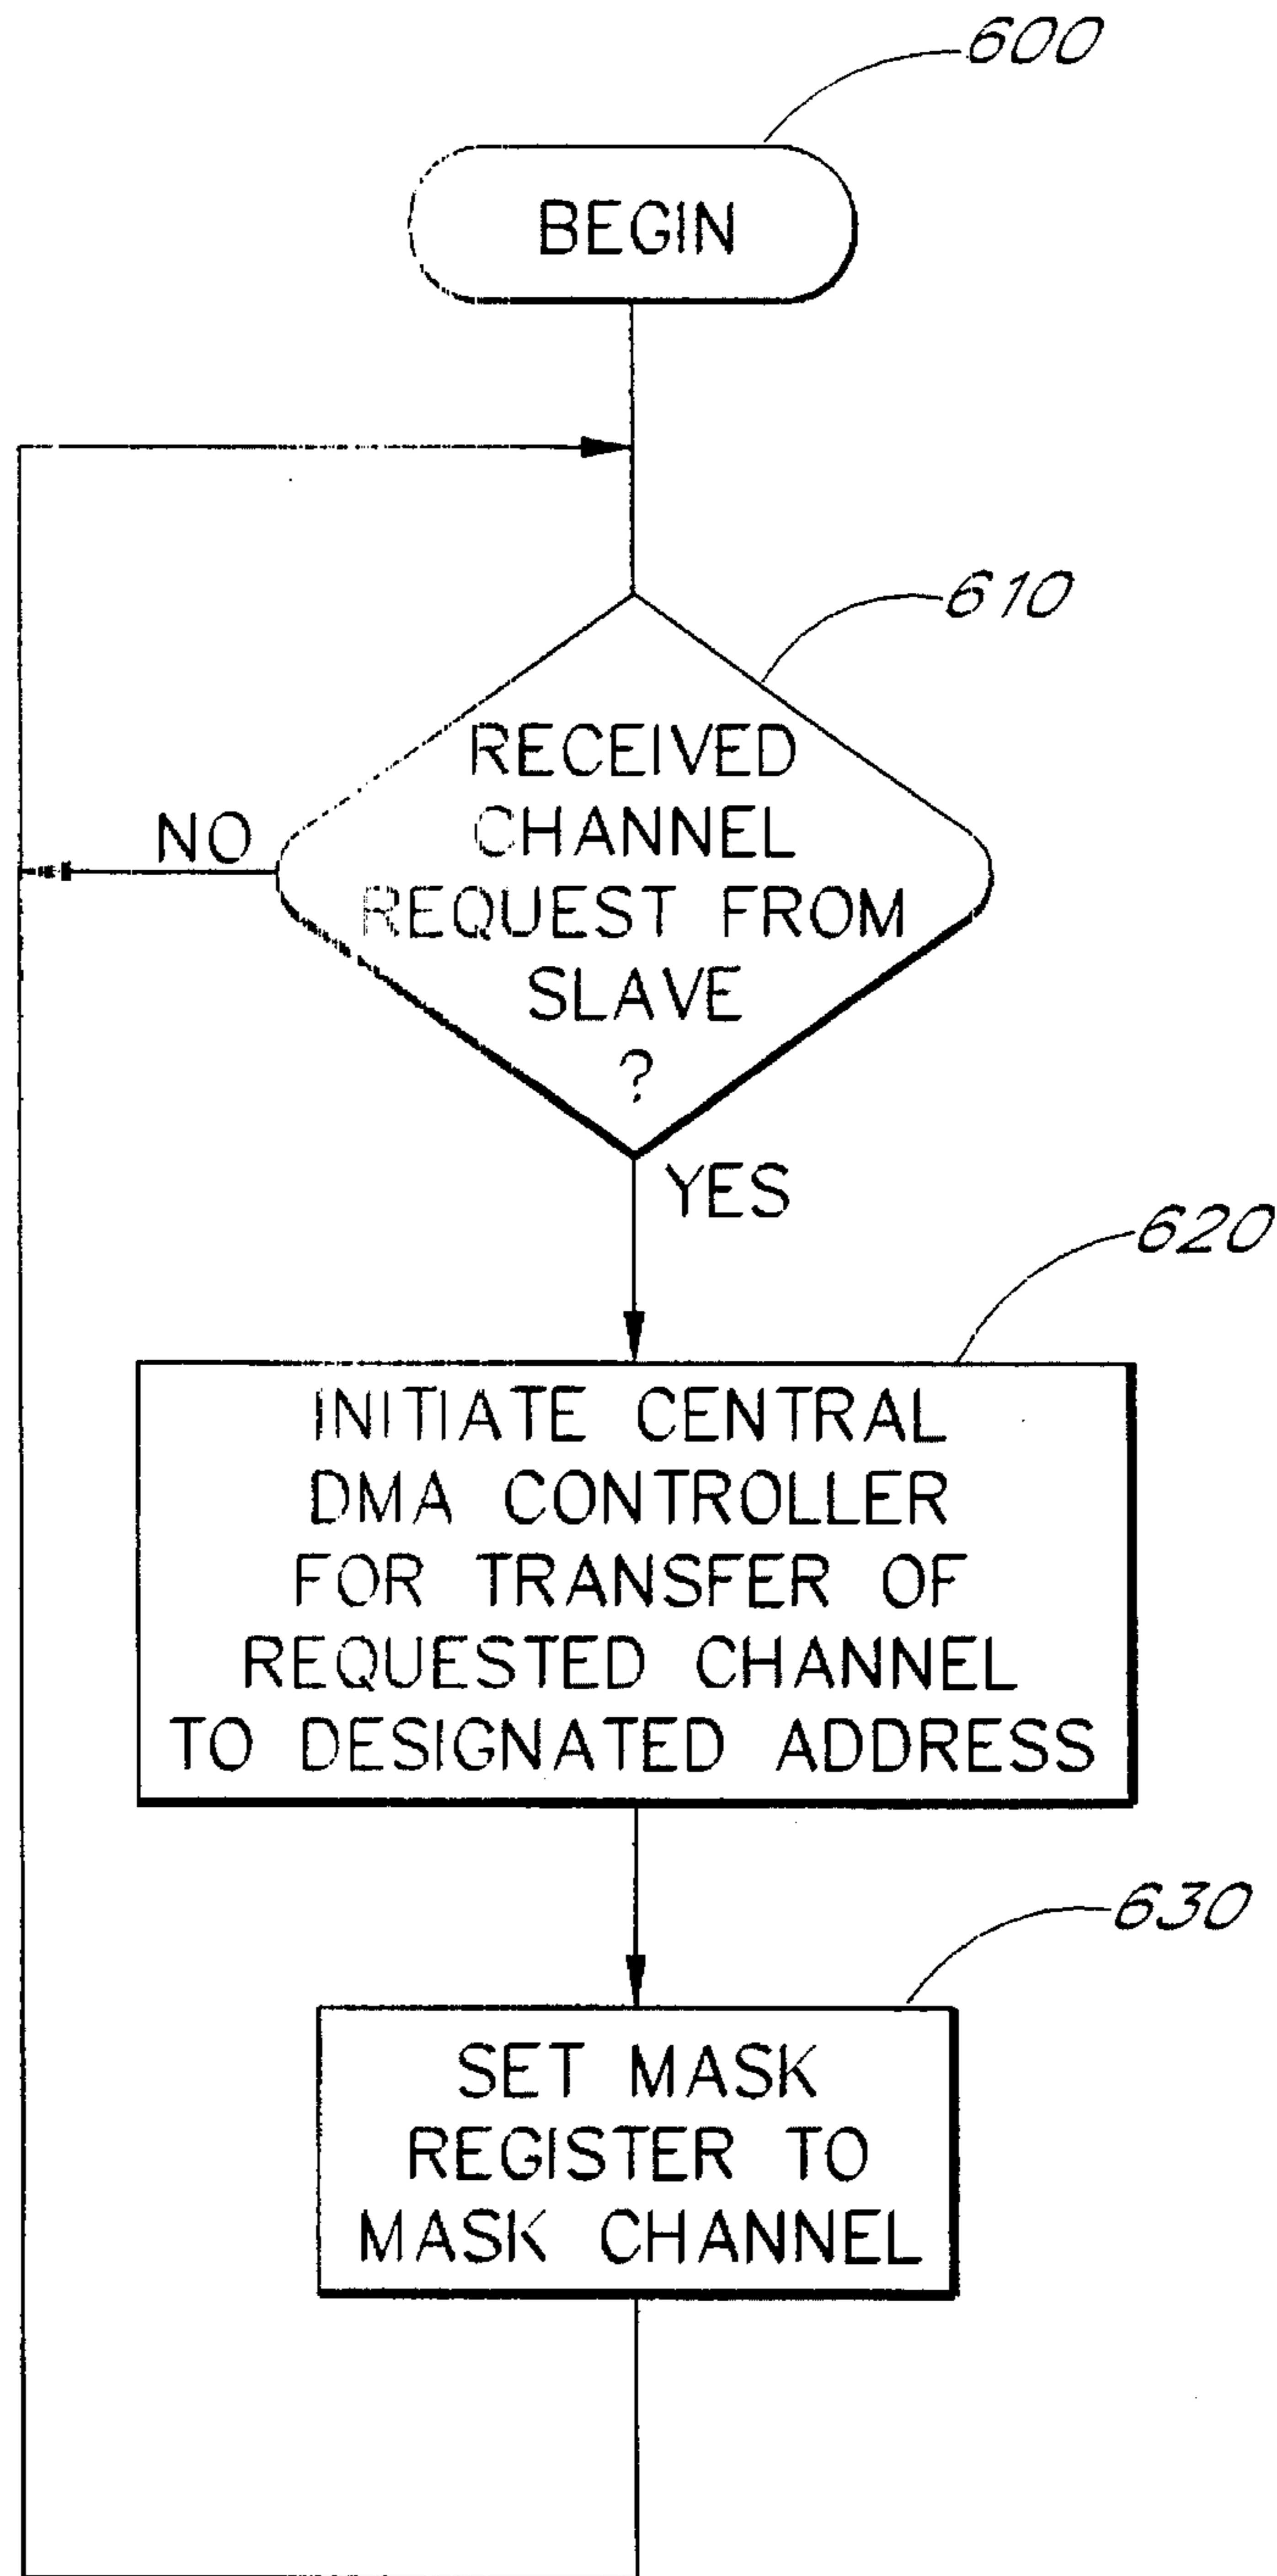 600
BEGIN
610
RECEIVED
CHANNEL
REQUEST FROM
SLAVE
?
NO
YES
620
INITIATE CENTRAL
DMA CONTROLLER
FOR TRANSFER OF
REQUESTED CHANNEL
TO DESIGNATED ADDRESS
630
SET MASK
REGISTER TO
MASK CHANNEL